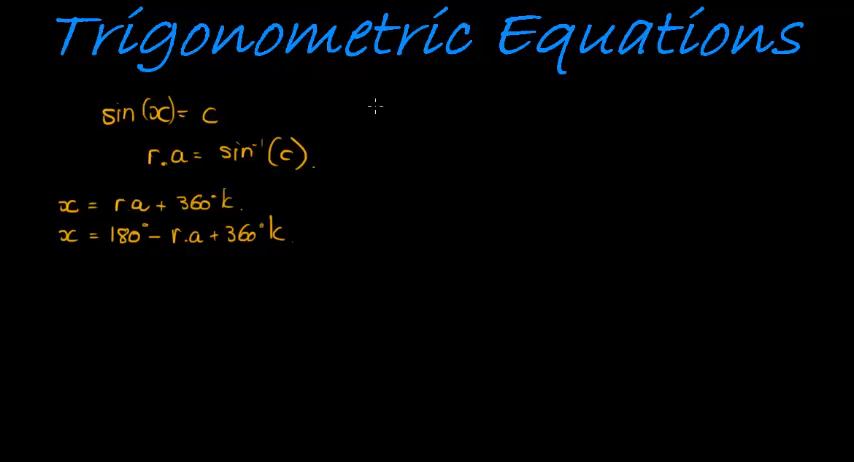 Trigonometric Equations
sin(x)= c
r.a = sin⁻¹(c).
x = r a + 360°k.
x = 180° - r.a + 360°k.